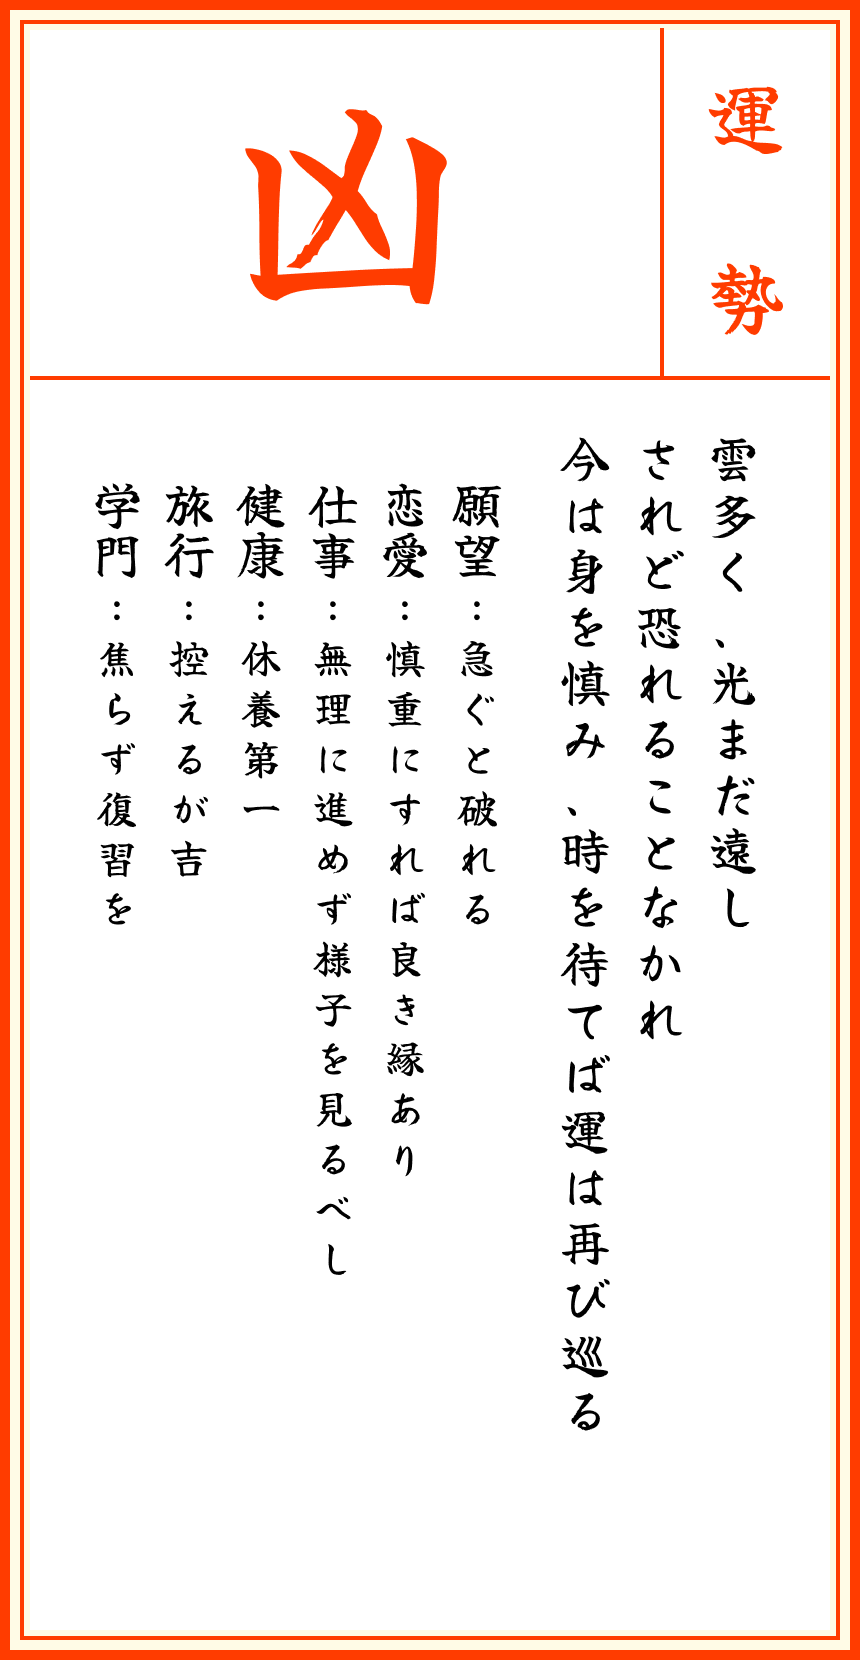 運勢
凶
雲多く、光まだ遠し
されど恐れることなかれ
今は身を慎み、時を待てば運は再び巡る
願望：急ぐと破れる
恋愛：慎重にすれば良き縁あり
仕事：無理に進めず様子を見るべし
健康：休養第一
旅行：控えるが吉
学門：焦らず復習を